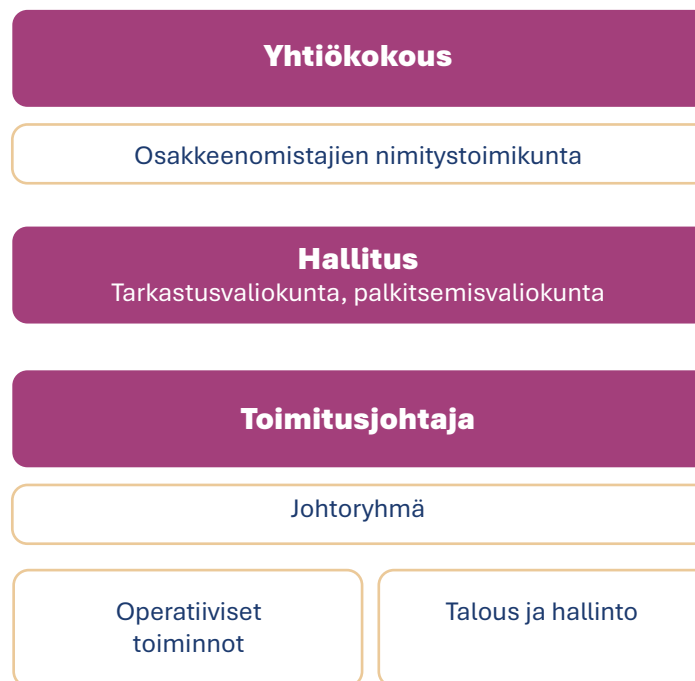 Yhtiökokous
Osakkeenomistajien nimitystoimikunta
Hallitus
Tarkastusvaliokunta, palkitsemisvaliokunta
Toimitusjohtaja
Johtoryhmä
Operatiiviset
toiminnot
Talous ja hallinto